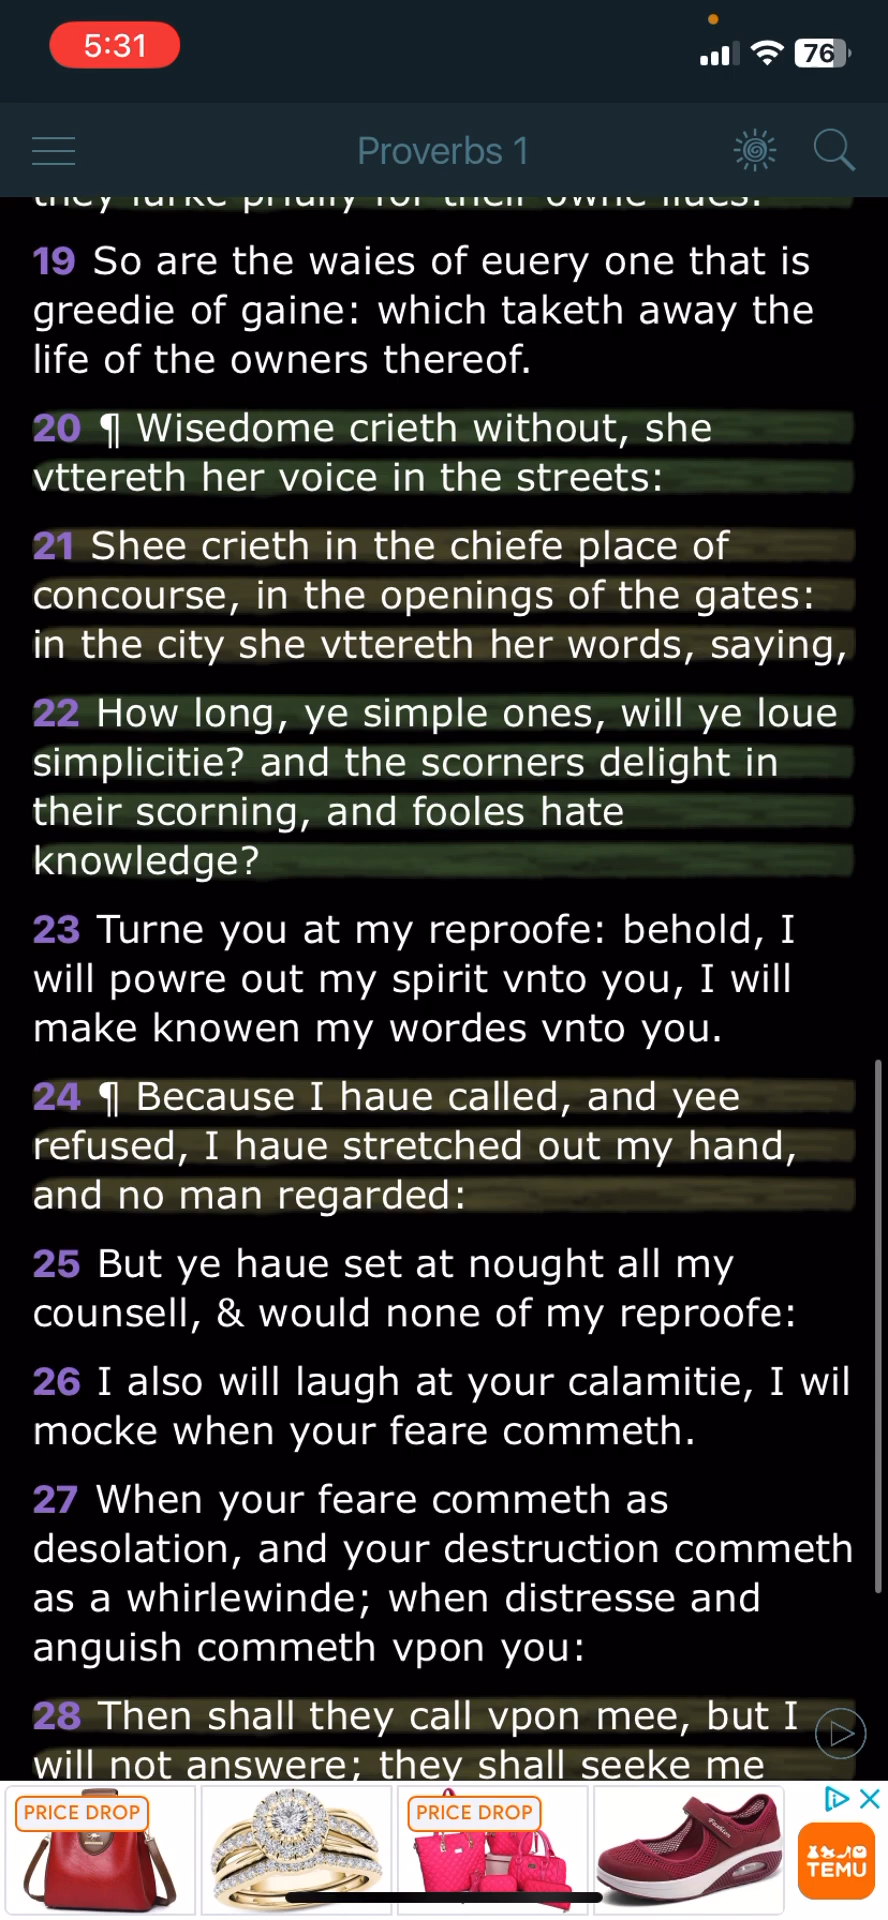 5:31
76
Proverbs 1
they lurke priuily for their owne liues.
19 So are the waies of euery one that is
greedie of gaine: which taketh away the
life of the owners thereof.
20 ¶ Wisedome crieth without, she
vttereth her voice in the streets:
21 Shee crieth in the chiefe place of
concourse, in the openings of the gates:
in the city she vttereth her words, saying,
22 How long, ye simple ones, will ye loue
simplicitie? and the scorners delight in
their scorning, and fooles hate
knowledge?
23 Turne you at my reproofe: behold, I
will powre out my spirit vnto you, I will
make knowen my wordes vnto you.
24 ¶ Because I haue called, and yee
refused, I haue stretched out my hand,
and no man regarded:
25 But ye haue set at nought all my
counsell, & would none of my reproofe:
26 I also will laugh at your calamitie, I wil
mocke when your feare commeth.
27 When your feare commeth as
desolation, and your destruction commeth
as a whirlewinde; when distresse and
anguish commeth vpon you:
28 Then shall they call vpon mee, but I
will not answere; they shall seeke me
PRICE DROP
PRICE DROP
Fashion
TEMU